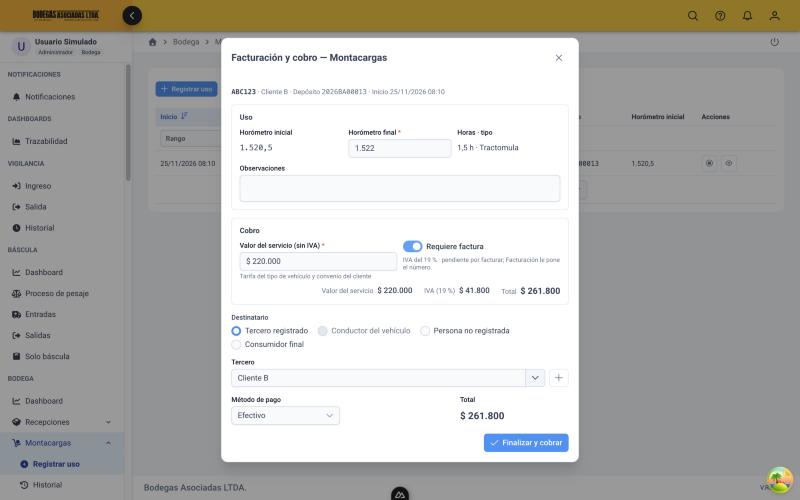 BODEGAS ASOCIADAS LTDA.
U
Usuario Simulado
Administrador
Bodega
NOTIFICACIONES
Notificaciones
DASHBOARDS
Trazabilidad
VIGILANCIA
Ingreso
Salida
Historial
BÁSCULA
Dashboard
Proceso de pesaje
Entradas
Salidas
Solo báscula
BODEGA
Dashboard
Recepciones
Montacargas
Registrar uso
Historial
Bodega
Registrar uso
Inicio
Rango
25/11/2026 08:10
Horómetro inicial
Acciones
1.520,5
Facturación y cobro — Montacargas
ABC123 · Cliente B · Depósito 2026BA00013 · Inicio 25/11/2026 08:10
Uso
Horómetro inicial
1.520,5
Horómetro final *
1.522
Horas · tipo
1,5 h · Tractomula
Observaciones
Cobro
Valor del servicio (sin IVA) *
$ 220.000
Tarifa del tipo de vehículo y convenio del cliente
Requiere factura
IVA del 19 % · pendiente por facturar; Facturación le pone
el número.
Valor del servicio $ 220.000 IVA (19 %) $ 41.800 Total $ 261.800
Destinatario
Tercero registrado
Conductor del vehículo
Persona no registrada
Consumidor final
Tercero
Cliente B
Método de pago
Efectivo
Total
$ 261.800
Finalizar y cobrar
Bodegas Asociadas LTDA.